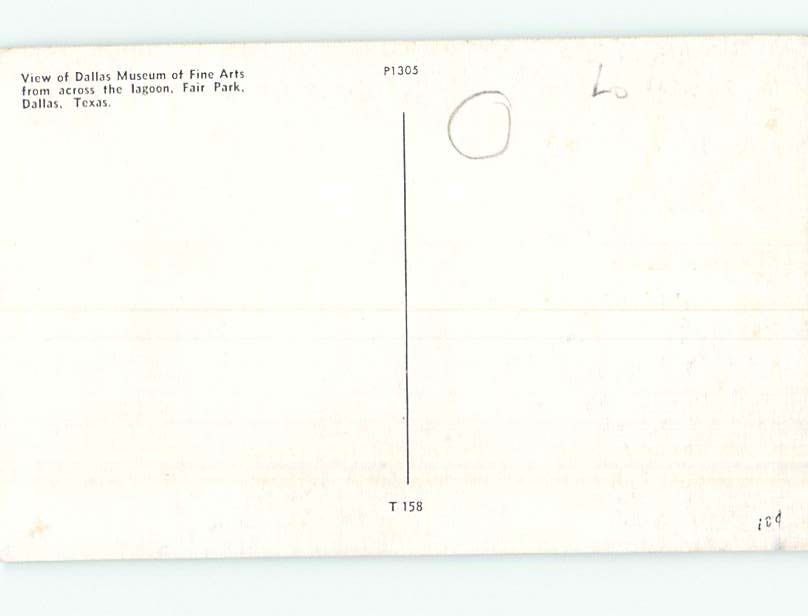 View of Dallas Museum of Fine Arts
from across the lagoon, Fair Park,
Dallas, Texas.
P1305
T 158